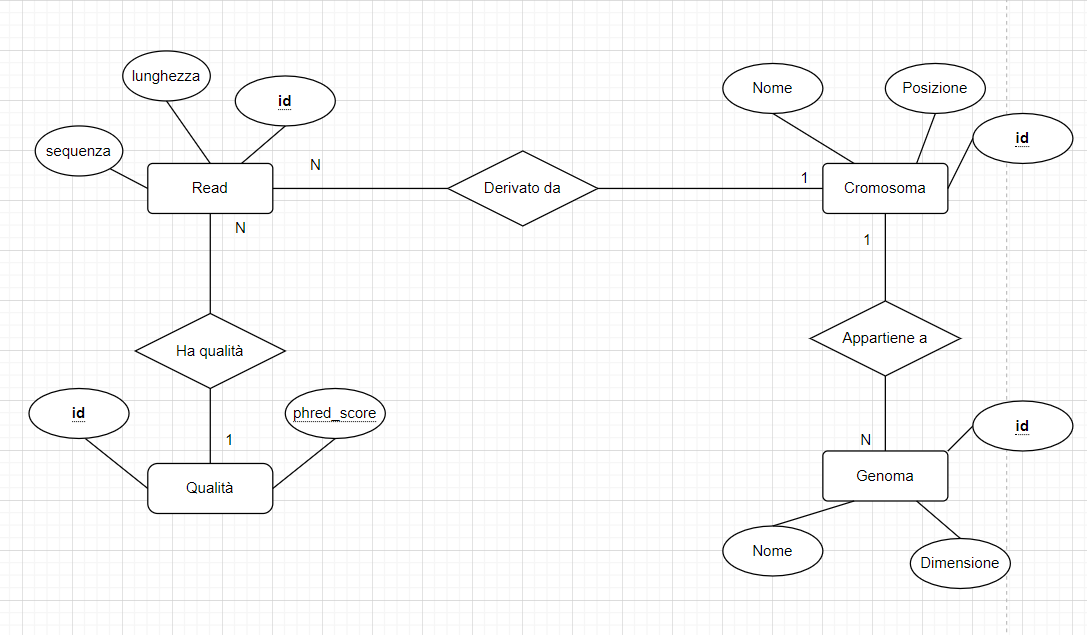 lunghezza
id
sequenza
Read
N
Derivato da
1
Nome
Posizione
id
Cromosoma
N
Ha qualità
1
id
phred_score
Qualità
1
Appartiene a
N
id
Genoma
Nome
Dimensione